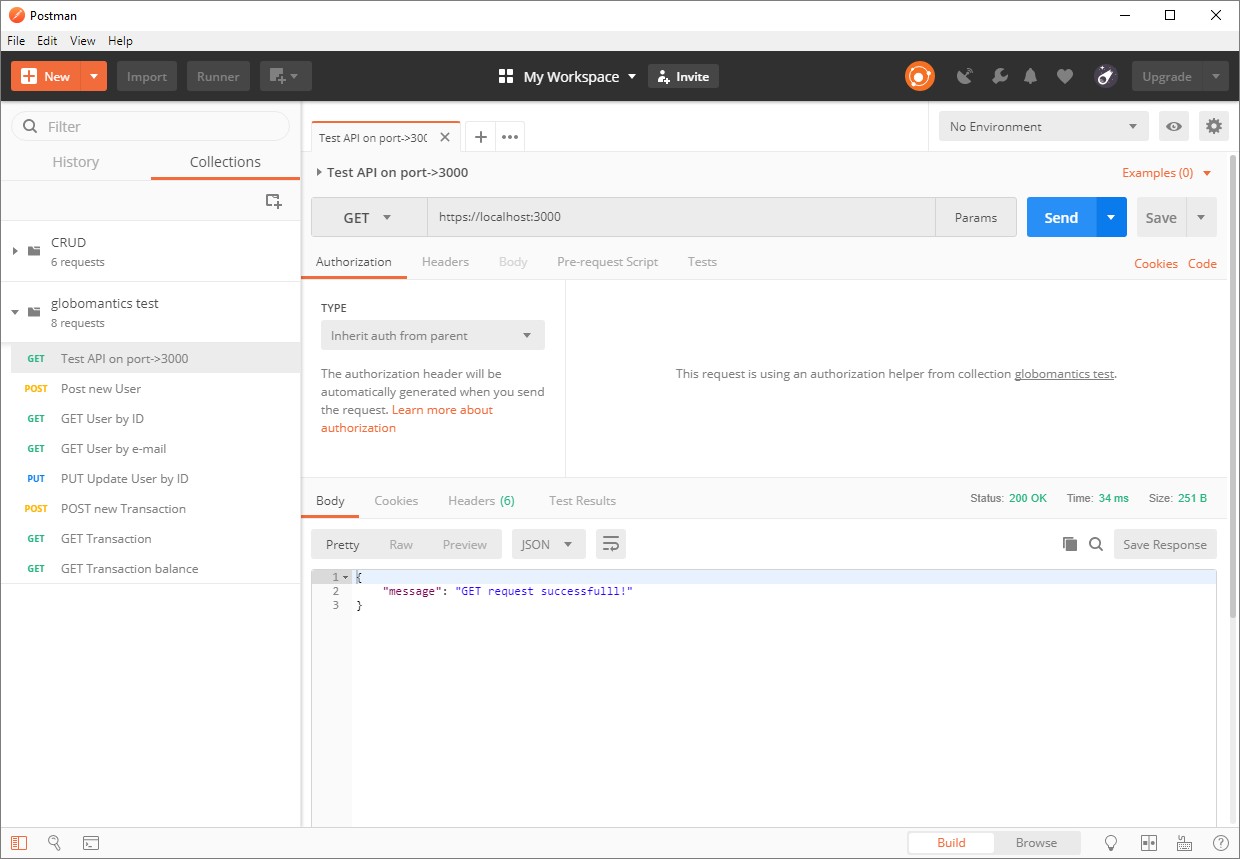 Postman
File Edit View Help
New Import Runner My Workspace Invite Upgrade
Filter
History Collections
CRUD
6 requests
globomantics test
8 requests
GET Test API on port->3000
POST Post new User
GET GET User by ID
GET GET User by e-mail
PUT PUT Update User by ID
POST POST new Transaction
GET GET Transaction
GET GET Transaction balance
Test API on port->300
No Environment
Test API on port->3000 Examples (0)
GET https://localhost:3000 Params Send Save
Authorization Headers Body Pre-request Script Tests Cookies Code
TYPE
Inherit auth from parent
The authorization header will be
automatically generated when you send
the request. Learn more about
authorization
This request is using an authorization helper from collection globomantics test.
Body Cookies Headers (6) Test Results Status: 200 OK Time: 34 ms Size: 251 B
Pretty Raw Preview JSON Save Response
1 {
2 "message": "GET request successfulll!"
3 }
Build Browse